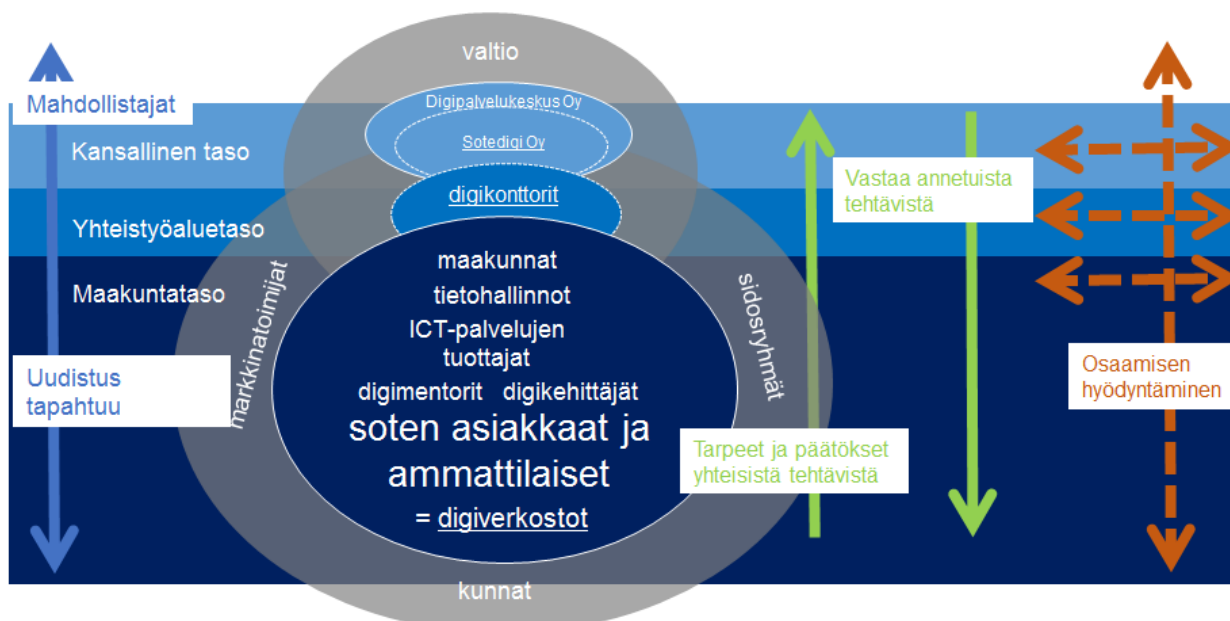 valtio
Mahdollistajat
Digipalvelukeskus Oy
Kansallinen taso
Sotedigi Oy
Vastaa annetuista
tehtävistä
digikonttorit
Yhteistyöaluetaso
maakunnat
Maakuntataso
tietohallinnot
markkinatoimijat
sidosryhmät
ICT-palvelujen
tuottajat
Uudistus
tapahtuu
Osaamisen
hyödyntäminen
digimentorit digikehittäjät
soten asiakkaat ja
ammattilaiset
Tarpeet ja päätökset
yhteisistä tehtävistä
= digiverkostot
kunnat